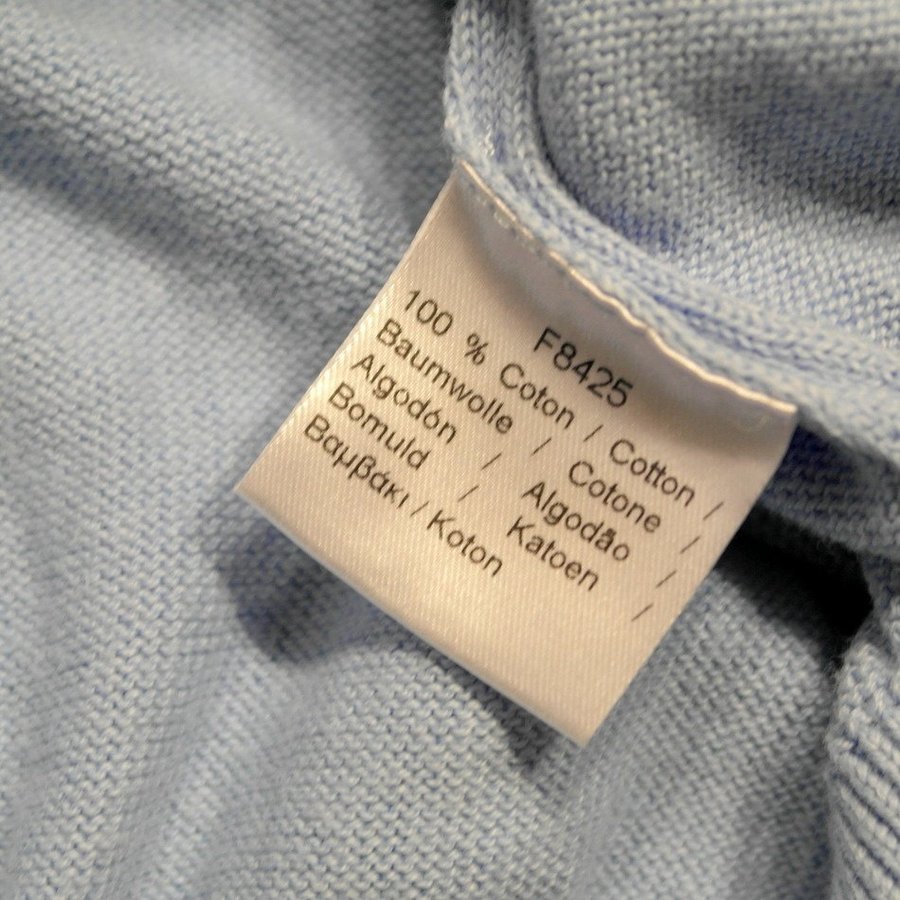 F8425
100 % Coton / Cotton /
Baumwolle / Cotone /
Algodón / Algodão /
Bomuld / Katoen /
Βαμβάκι / Koton